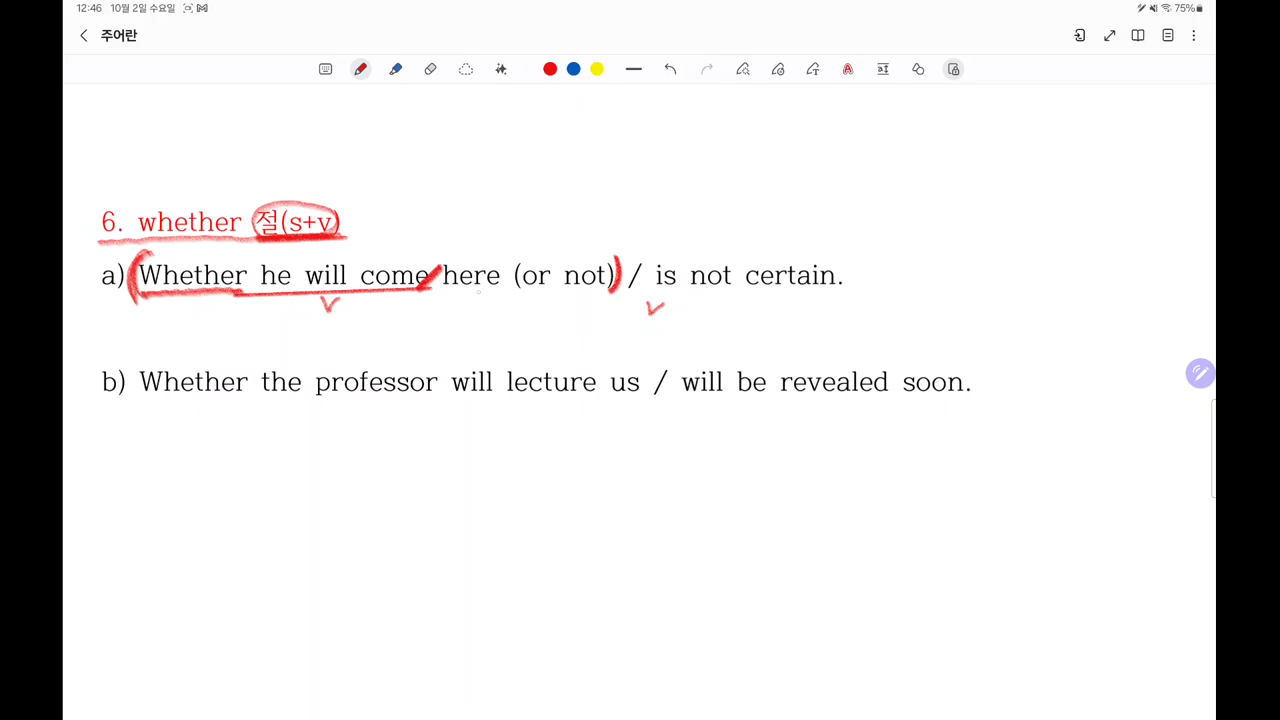 12:46 10월 2일 수요일 75%
주어란
6. whether 절(s+v)
a) (Whether he will come here (or not)) / is not certain.
v v
b) Whether the professor will lecture us / will be revealed soon.